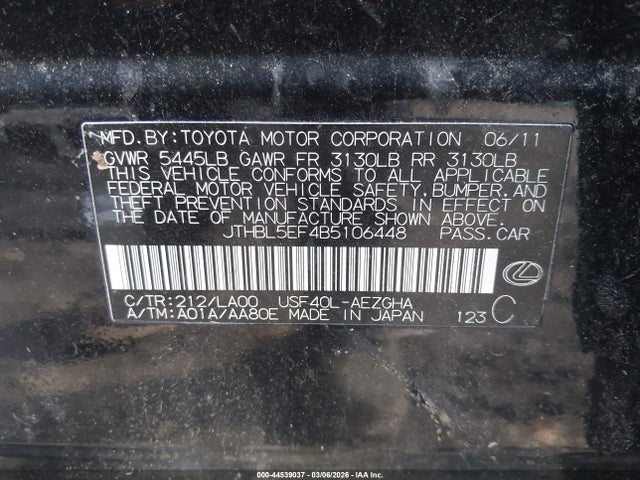 MFD.BY:TOYOTA MOTOR CORPORATION 06/11
GVWR 5445LB GAWR FR 3130LB RR 3130LB
THIS VEHICLE CONFORMS TO ALL APPLICABLE
FEDERAL MOTOR VEHICLE SAFETY,BUMPER,AND
THEFT PREVENTION STANDARDS IN EFFECT ON
THE DATE OF MANUFACTURE SHOWN ABOVE.
JTHBL5EF4B5106448 PASS.CAR
C/TR:212/LA00 USF40L-AEZGHA
A/TM:A01A/AA80E MADE IN JAPAN 123 C
000-44539037 - 03/06/2026 - IAA.com